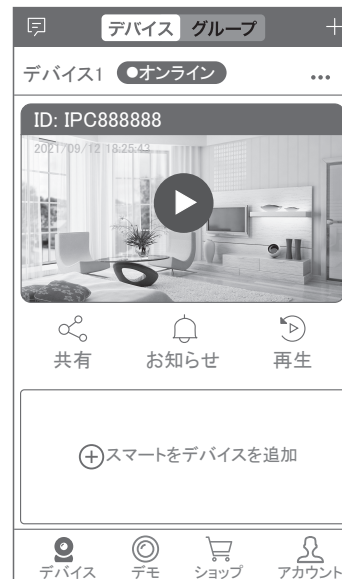 デバイス グループ
デバイス1 ●オンライン
ID: IPC888888
2021/09/12 18:25:43
共有 お知らせ 再生
スマートをデバイスを追加
デバイス デモ ショップ アカウント